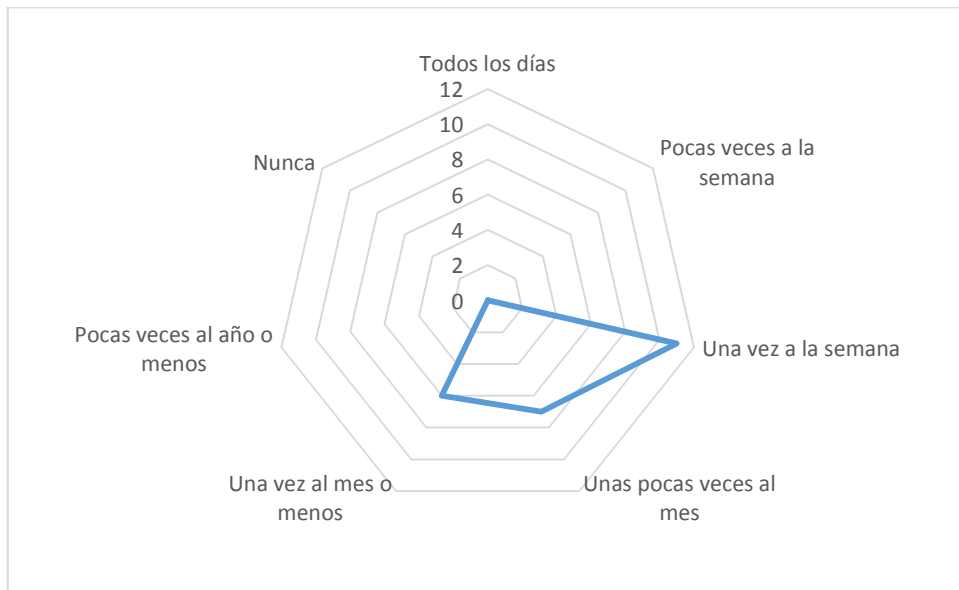 Todos los días
12
10
8
6
4
2
0
Pocas veces a la
semana
Una vez a la semana
Unas pocas veces al
mes
Una vez al mes o
menos
Pocas veces al año o
menos
Nunca